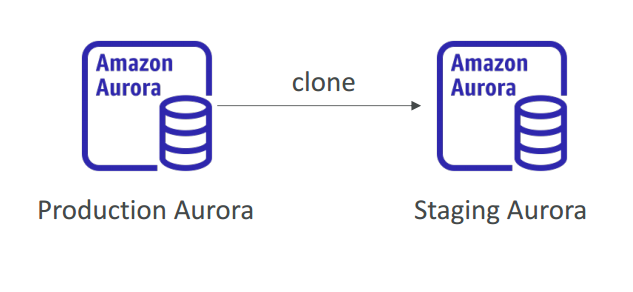 Amazon
Aurora
clone
Amazon
Aurora
Production Aurora
Staging Aurora